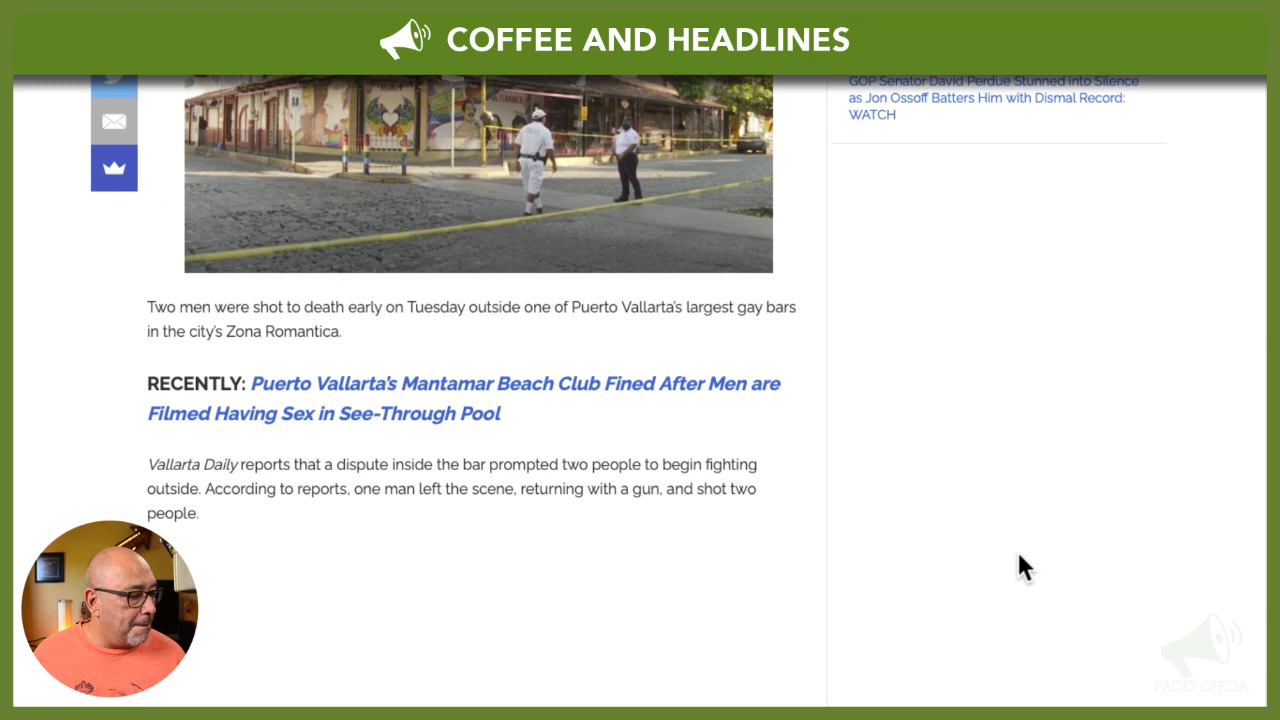 COFFEE AND HEADLINES
GOP Senator David Perdue Stunned into Silence
as Jon Ossoff Batters Him with Dismal Record:
WATCH
Two men were shot to death early on Tuesday outside one of Puerto Vallarta's largest gay bars
in the city's Zona Romantica.
RECENTLY: Puerto Vallarta's Mantamar Beach Club Fined After Men are
Filmed Having Sex in See-Through Pool
Vallarta Daily reports that a dispute inside the bar prompted two people to begin fighting
outside. According to reports, one man left the scene, returning with a gun, and shot two
people.
PACO OJEDA